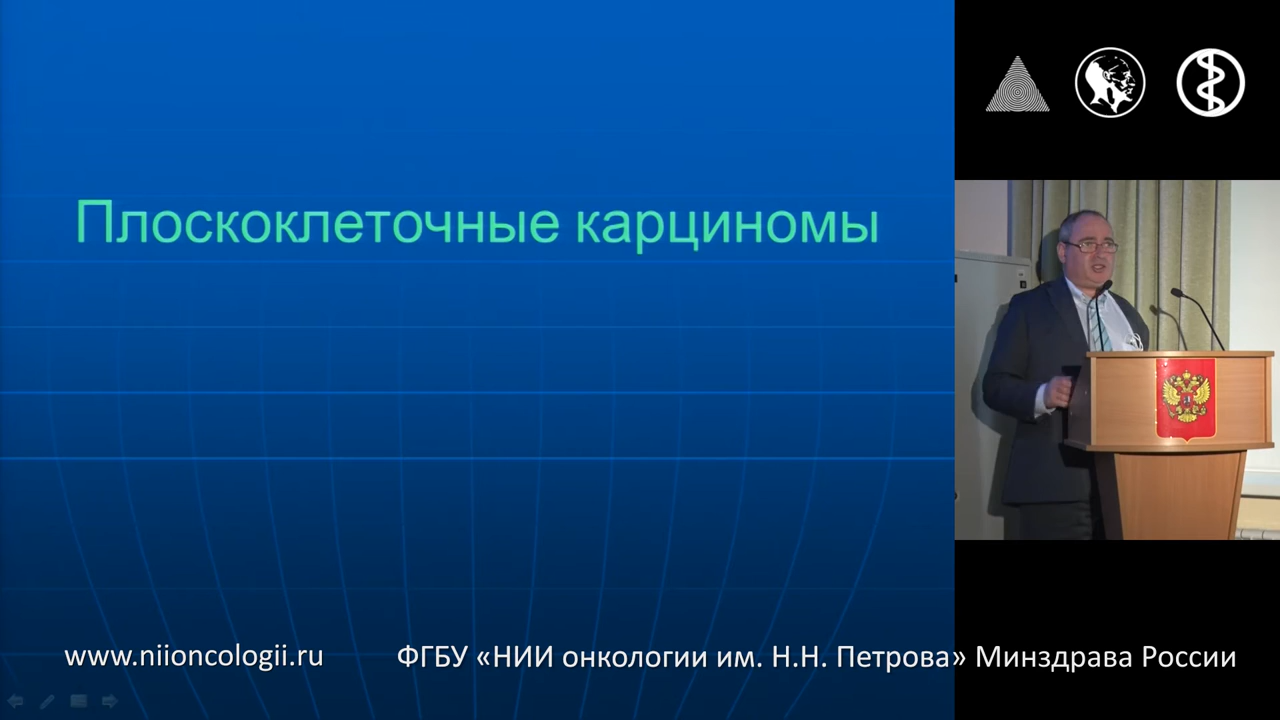 Плоскоклеточные карциномы
www.niioncologii.ru
ФГБУ «НИИ онкологии им. Н.Н. Петрова» Минздрава России